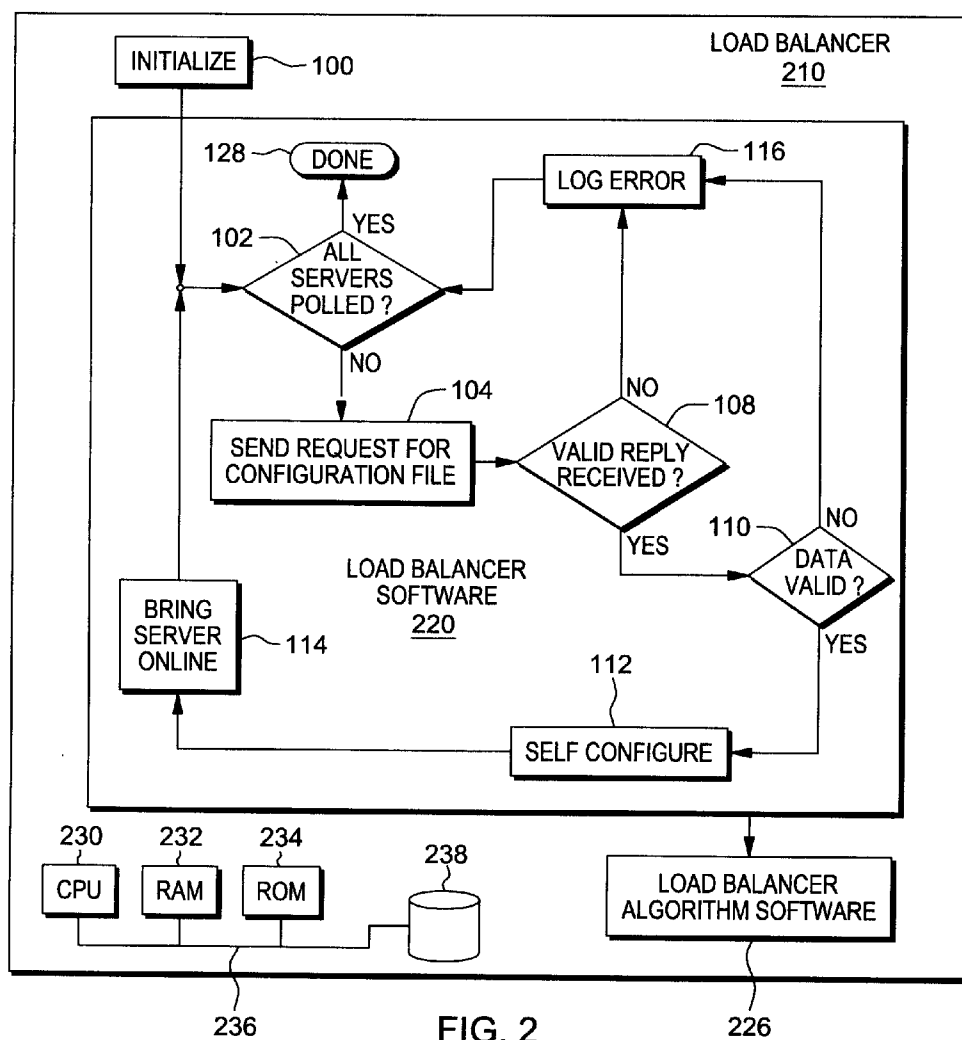 LOAD BALANCER
210
INITIALIZE
100
128
DONE
116
LOG ERROR
YES
102
ALL
SERVERS
POLLED ?
NO
104
SEND REQUEST FOR
CONFIGURATION FILE
NO
108
VALID REPLY
RECEIVED ?
YES
110
NO
DATA
VALID ?
YES
LOAD BALANCER
SOFTWARE
220
BRING
SERVER
ONLINE
114
112
SELF CONFIGURE
230
232
234
238
CPU
RAM
ROM
LOAD BALANCER
ALGORITHM SOFTWARE
236
FIG. 2
226